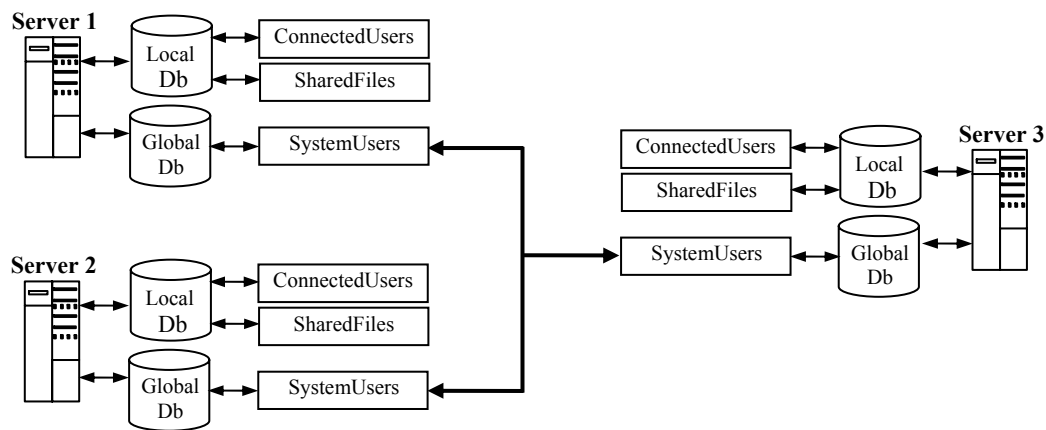 Server 1
Local
Db
ConnectedUsers
SharedFiles
Global
Db
SystemUsers
Server 2
Local
Db
ConnectedUsers
SharedFiles
Global
Db
SystemUsers
Server 3
ConnectedUsers
SharedFiles
Local
Db
SystemUsers
Global
Db